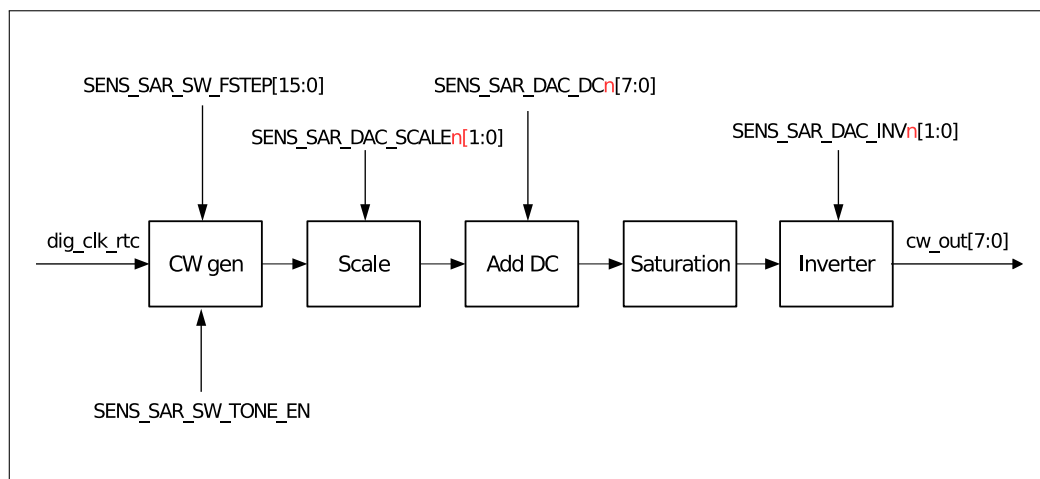 SENS_SAR_SW_FSTEP[15:0]
SENS_SAR_DAC_DCn[7:0]
SENS_SAR_DAC_SCALEn[1:0]
SENS_SAR_DAC_INVn[1:0]
dig_clk_rtc
CW gen
Scale
Add DC
Saturation
Inverter
cw_out[7:0]
SENS_SAR_SW_TONE_EN